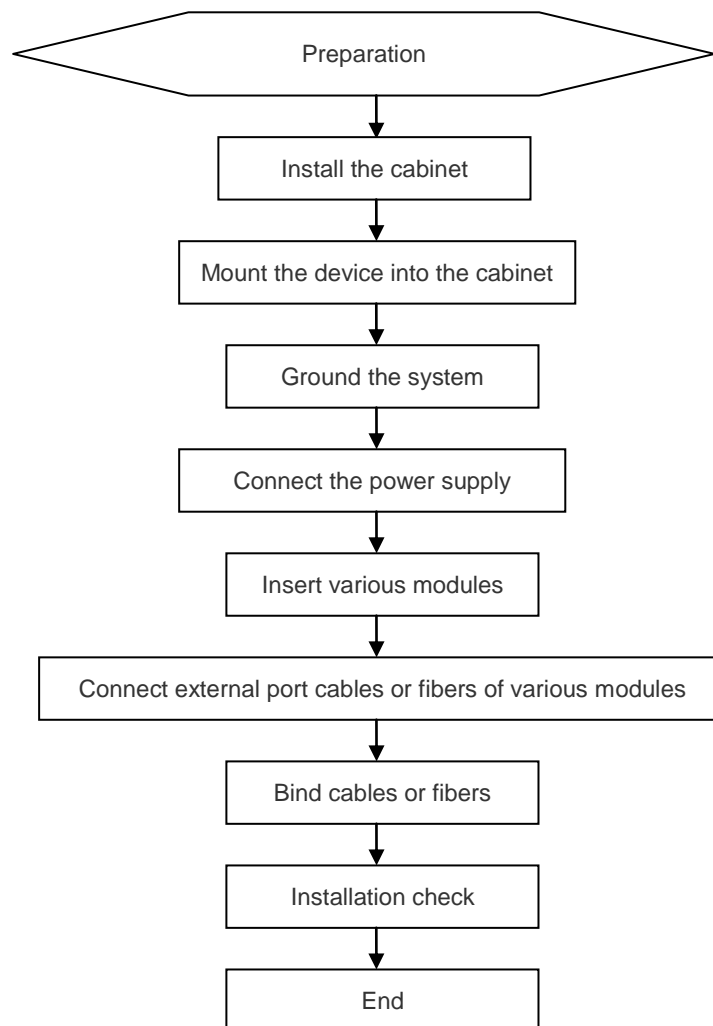 Preparation
Install the cabinet
Mount the device into the cabinet
Ground the system
Connect the power supply
Insert various modules
Connect external port cables or fibers of various modules
Bind cables or fibers
Installation check
End